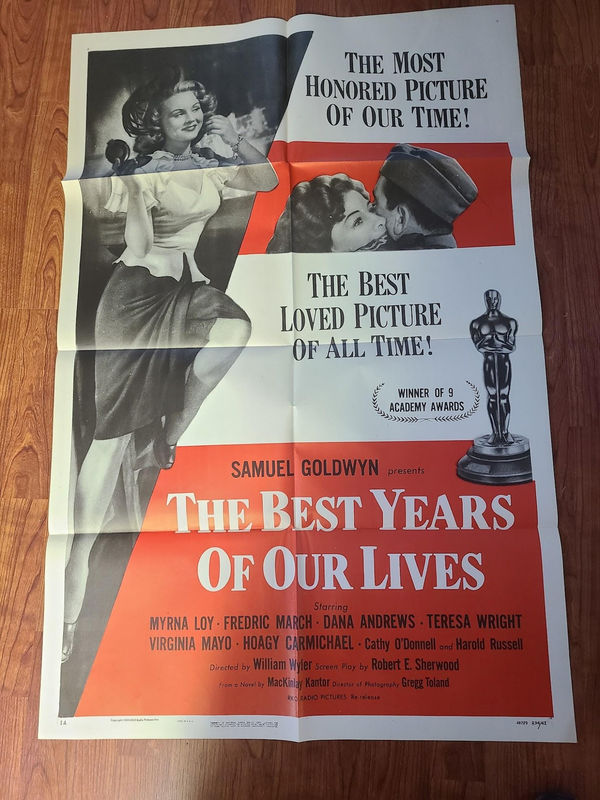 THE MOST
HONORED PICTURE
OF OUR TIME!
THE BEST
LOVED PICTURE
OF ALL TIME!
WINNER OF 9
ACADEMY AWARDS
SAMUEL GOLDWYN presents
THE BEST YEARS
OF OUR LIVES
Starring
MYRNA LOY · FREDRIC MARCH · DANA ANDREWS · TERESA WRIGHT
VIRGINIA MAYO · HOAGY CARMICHAEL · Cathy O'Donnell and Harold Russell
Directed by William Wyler Screen Play by Robert E. Sherwood
From a Novel by MacKinlay Kantor Director of Photography Gregg Toland
RKO RADIO PICTURES Re-release
14